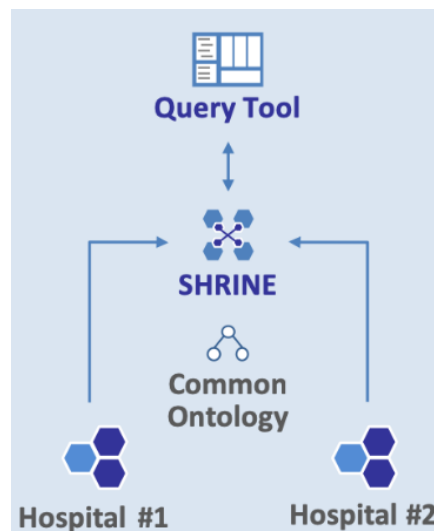 Query Tool
SHRINE
Common
Ontology
Hospital #1
Hospital #2